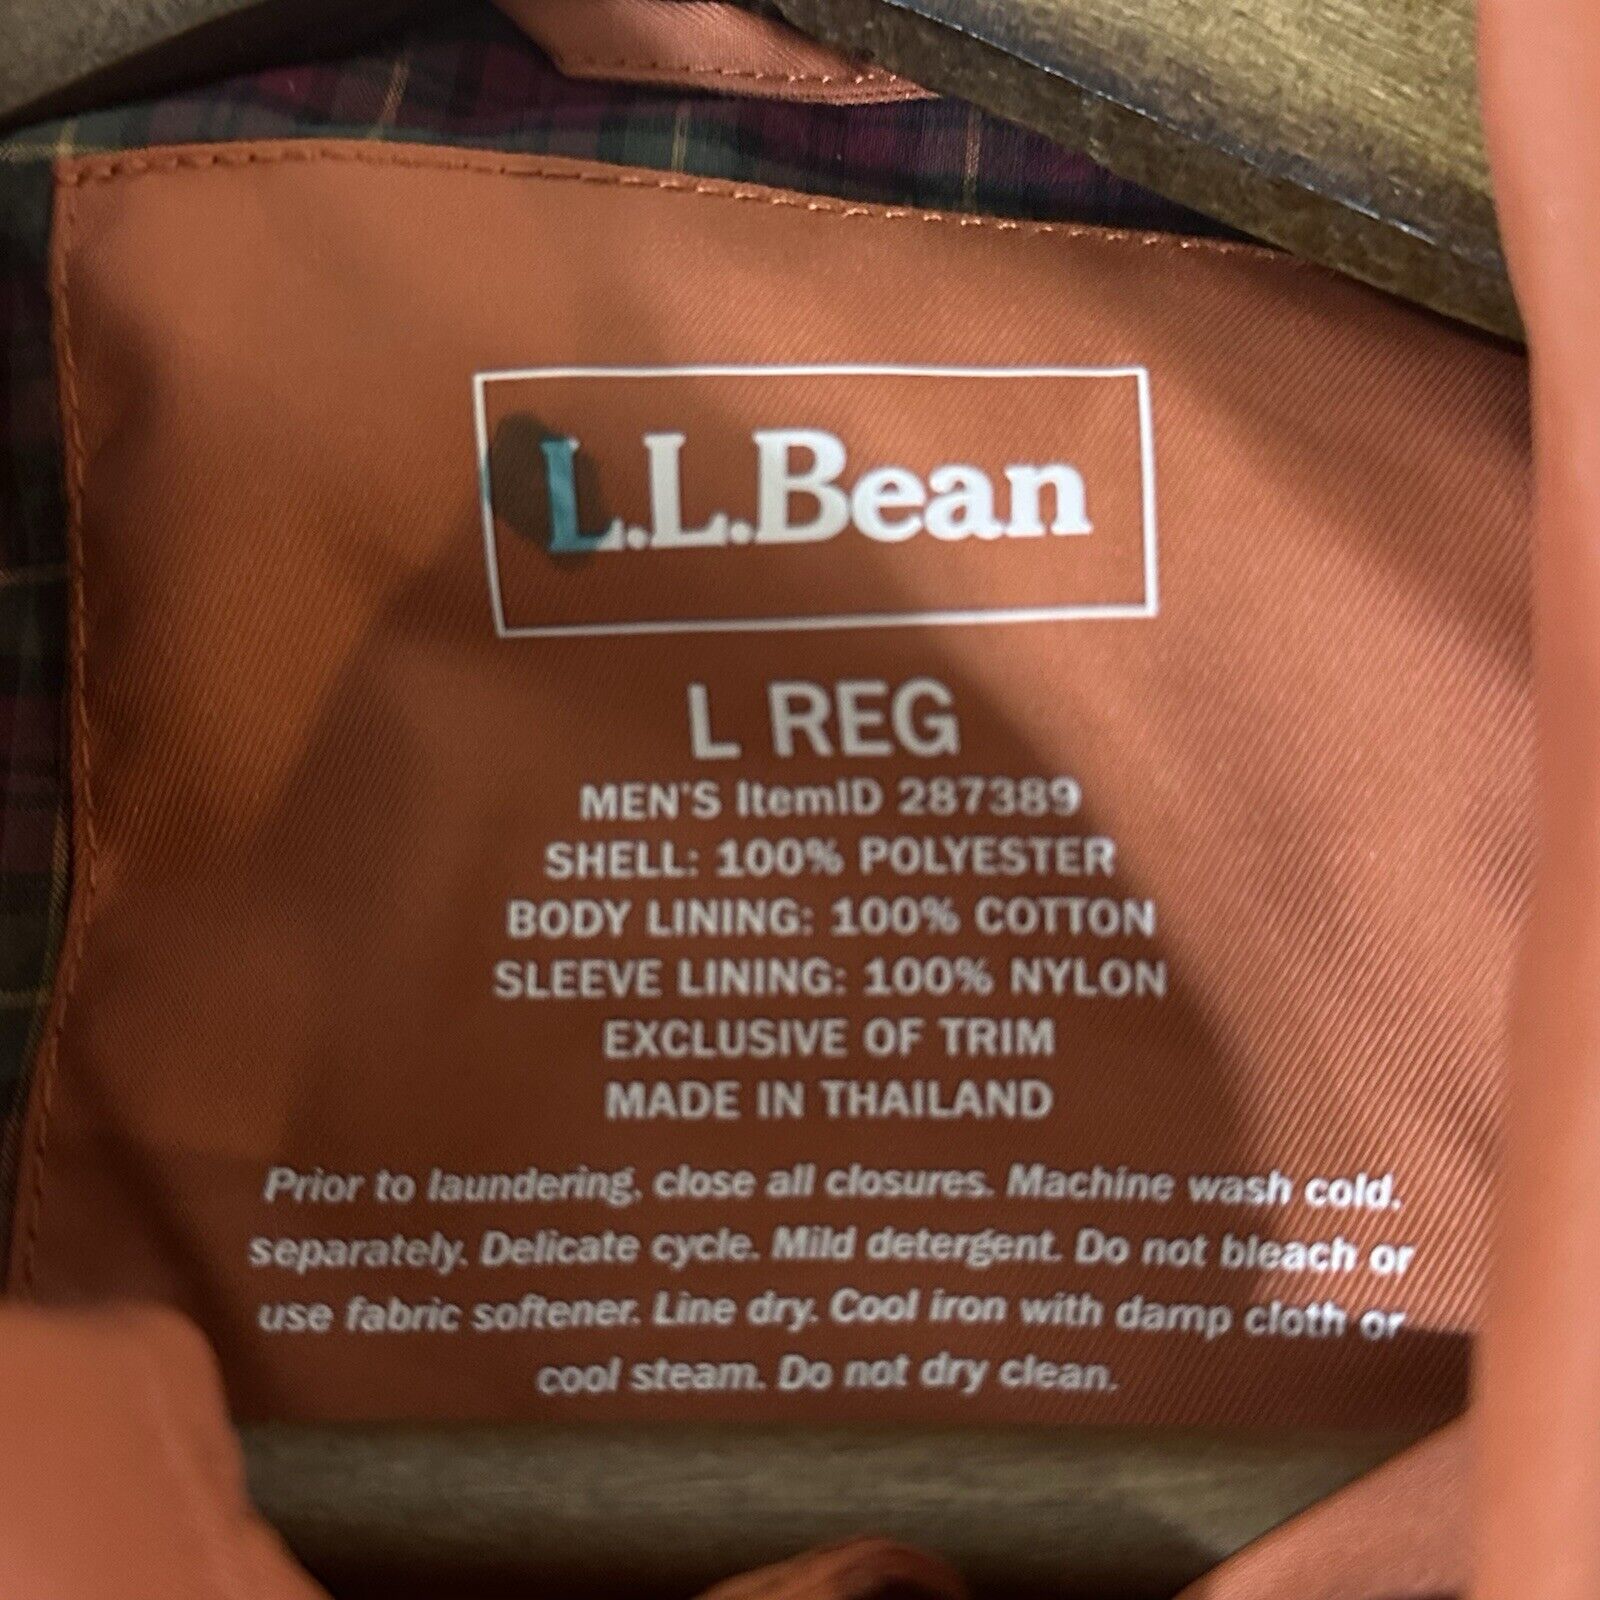 L.L.Bean
L REG
MEN'S ItemID 287389
SHELL: 100% POLYESTER
BODY LINING: 100% COTTON
SLEEVE LINING: 100% NYLON
EXCLUSIVE OF TRIM
MADE IN THAILAND
Prior to laundering, close all closures. Machine wash cold.
separately. Delicate cycle. Mild detergent. Do not bleach or
use fabric softener. Line dry. Cool iron with damp cloth or
cool steam. Do not dry clean.